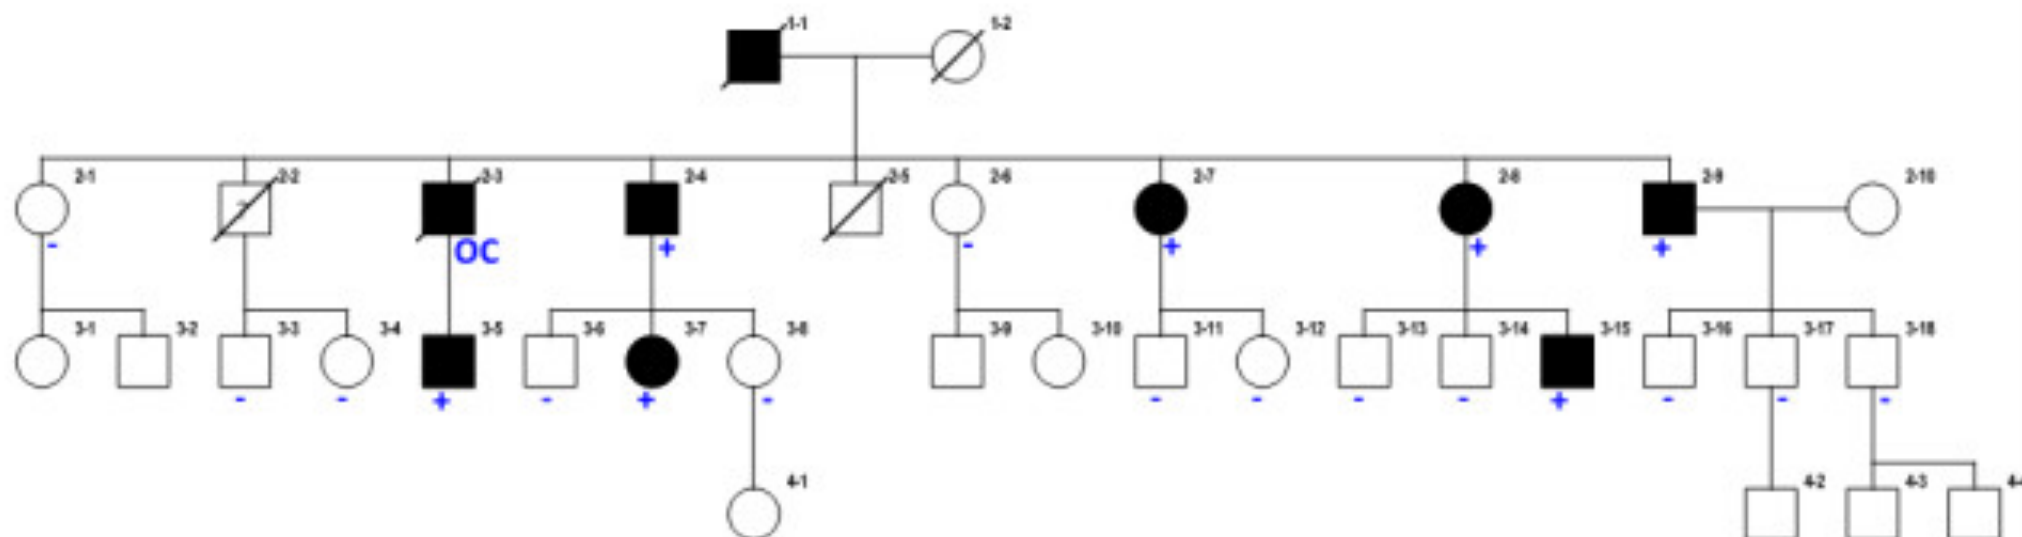 1-1 1-2
2-1 2-2 2-3 2-4 2-5 2-6 2-7 2-8 2-9 2-10
?
- OC + - + + +
3-1 3-2 3-3 3-4 3-5 3-6 3-7 3-8 3-9 3-10 3-11 3-12 3-13 3-14 3-15 3-16 3-17 3-18
- - + - + - - - - - + - - -
4-1 4-2 4-3